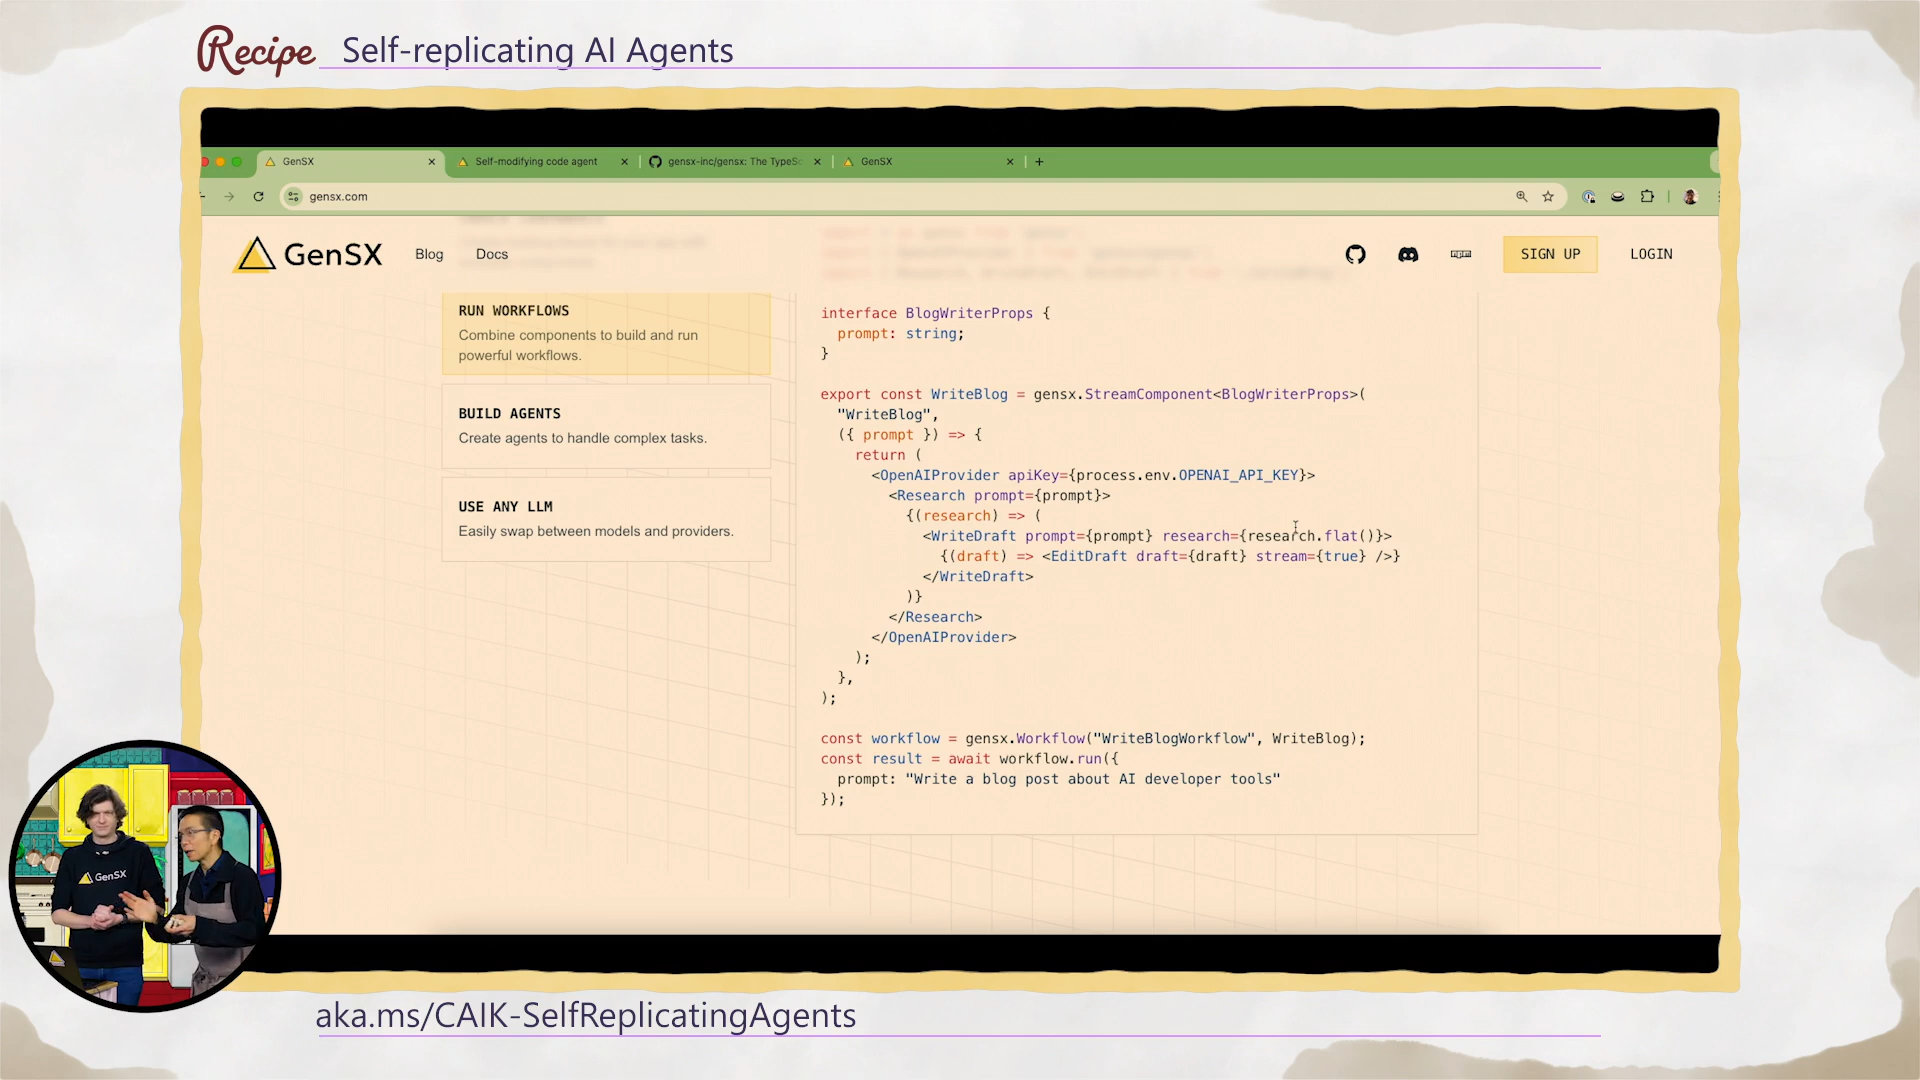 Recipe Self-replicating AI Agents
GenSX
Self-modifying code agent
gensx-inc/gensx: The TypeSc
GenSX
gensx.com
GenSX
Blog
Docs
npm
SIGN UP
LOGIN
RUN WORKFLOWS
Combine components to build and run
powerful workflows.
BUILD AGENTS
Create agents to handle complex tasks.
USE ANY LLM
Easily swap between models and providers.
interface BlogWriterProps {
prompt: string;
}
export const WriteBlog = gensx.StreamComponent<BlogWriterProps>(
"WriteBlog",
({ prompt }) => {
return (
<OpenAIProvider apiKey={process.env.OPENAI_API_KEY}>
<Research prompt={prompt}>
{(research) => (
<WriteDraft prompt={prompt} research={research.flat()}>
{(draft) => <EditDraft draft={draft} stream={true} />}
</WriteDraft>
)}
</Research>
</OpenAIProvider>
);
},
);
const workflow = gensx.Workflow("WriteBlogWorkflow", WriteBlog);
const result = await workflow.run({
prompt: "Write a blog post about AI developer tools"
});
GenSX
aka.ms/CAIK-SelfReplicatingAgents